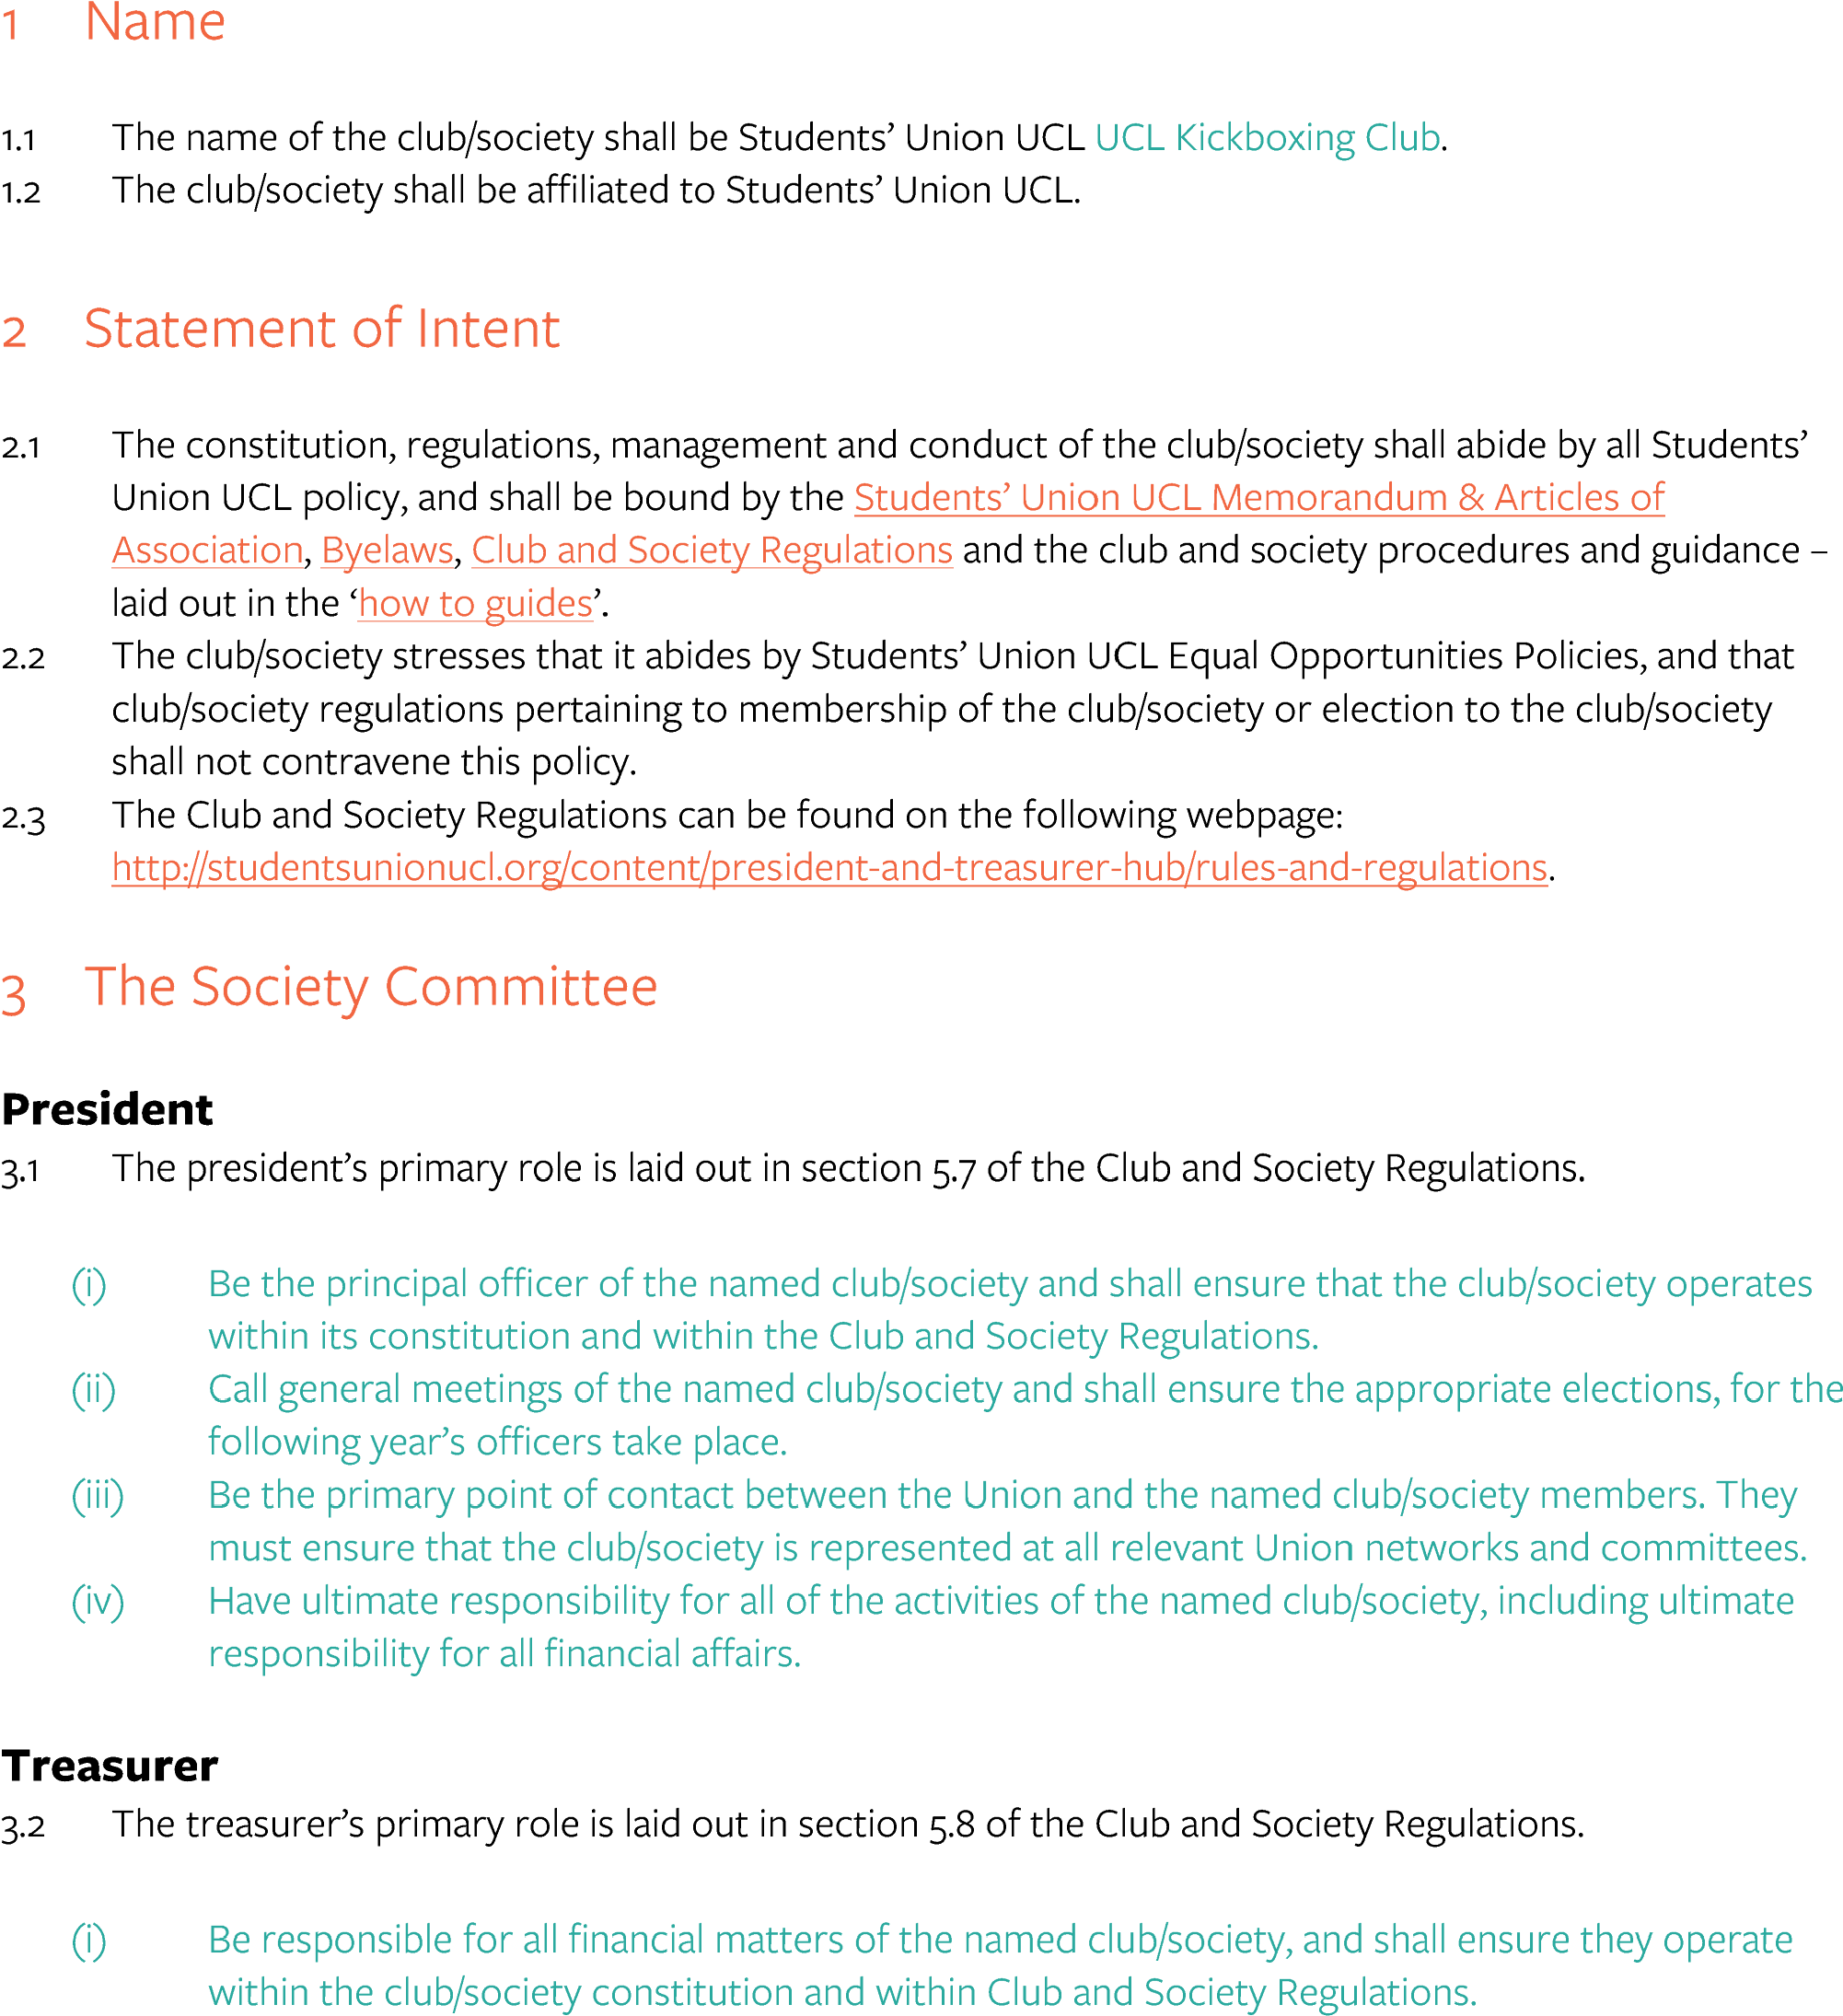 1 Name
1.1 The name of the club/society shall be Students’ Union UCL UCL Kickboxing Club.
1.2 The club/society shall be affiliated to Students’ Union UCL.
2 Statement of Intent
2.1 The constitution, regulations, management and conduct of the club/society shall abide by all Students’
Union UCL policy, and shall be bound by the Students’ Union UCL Memorandum & Articles of
Association, Byelaws, Club and Society Regulations and the club and society procedures and guidance –
laid out in the ‘how to guides’.
2.2 The club/society stresses that it abides by Students’ Union UCL Equal Opportunities Policies, and that
club/society regulations pertaining to membership of the club/society or election to the club/society
shall not contravene this policy.
2.3 The Club and Society Regulations can be found on the following webpage:
http://studentsunionucl.org/content/president-and-treasurer-hub/rules-and-regulations.
3 The Society Committee
President
3.1 The president’s primary role is laid out in section 5.7 of the Club and Society Regulations.
(i) Be the principal officer of the named club/society and shall ensure that the club/society operates
within its constitution and within the Club and Society Regulations.
(ii) Call general meetings of the named club/society and shall ensure the appropriate elections, for the
following year’s officers take place.
(iii) Be the primary point of contact between the Union and the named club/society members. They
must ensure that the club/society is represented at all relevant Union networks and committees.
(iv) Have ultimate responsibility for all of the activities of the named club/society, including ultimate
responsibility for all financial affairs.
Treasurer
3.2 The treasurer’s primary role is laid out in section 5.8 of the Club and Society Regulations.
(i) Be responsible for all financial matters of the named club/society, and shall ensure they operate
within the club/society constitution and within Club and Society Regulations.